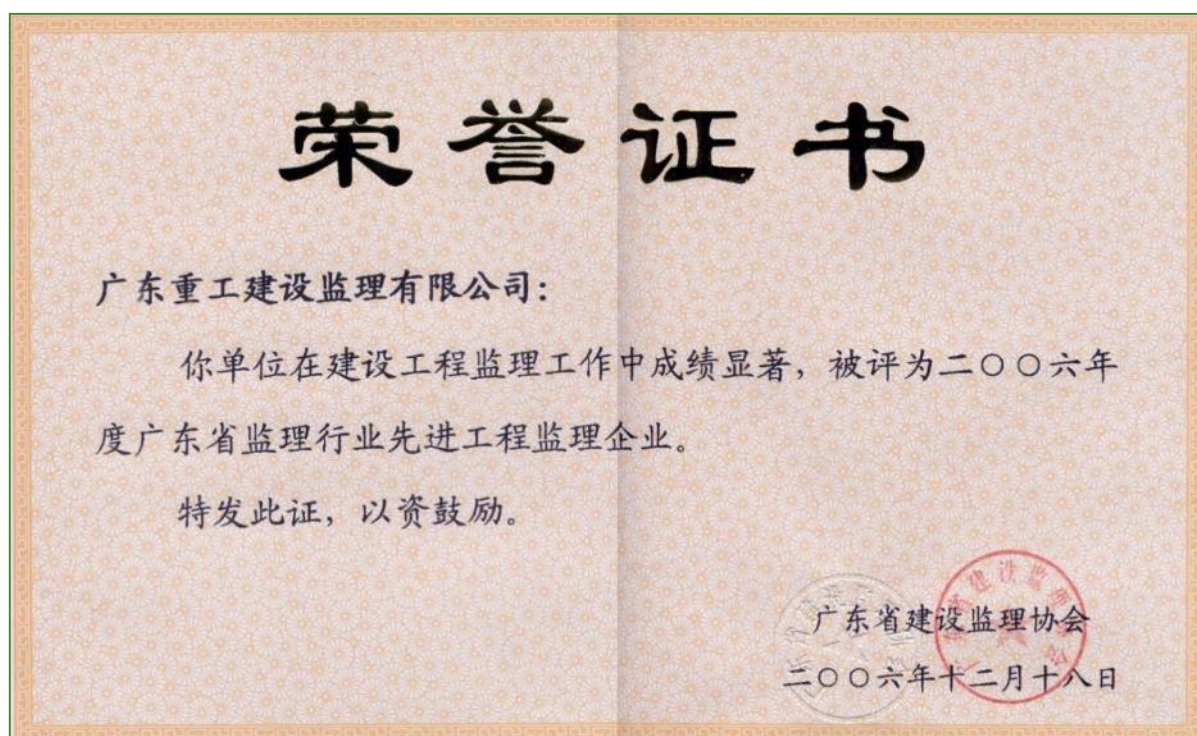 荣誉证书
广东重工建设监理有限公司：
你单位在建设工程监理工作中成绩显著，被评为二〇〇六年
度广东省监理行业先进工程监理企业。
特发此证，以资鼓励。
广东省建设监理协会
二〇〇六年十二月十八日